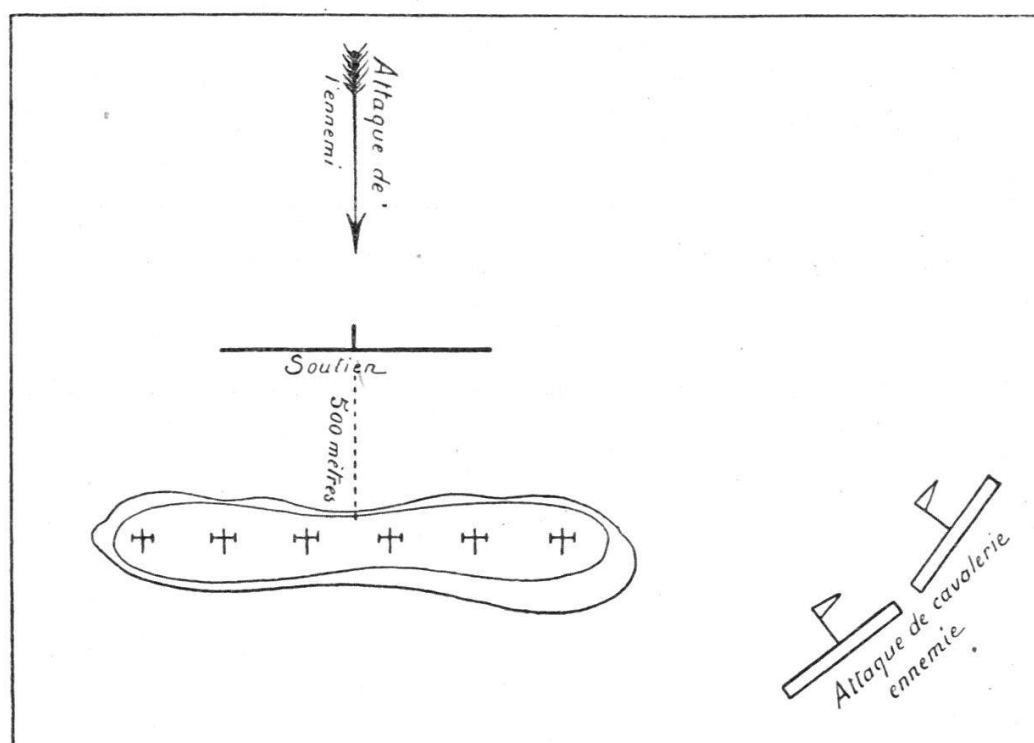 Attaque de'
l'ennemi
Soutien
500 mètres
Attaque de cavalerie
ennemie